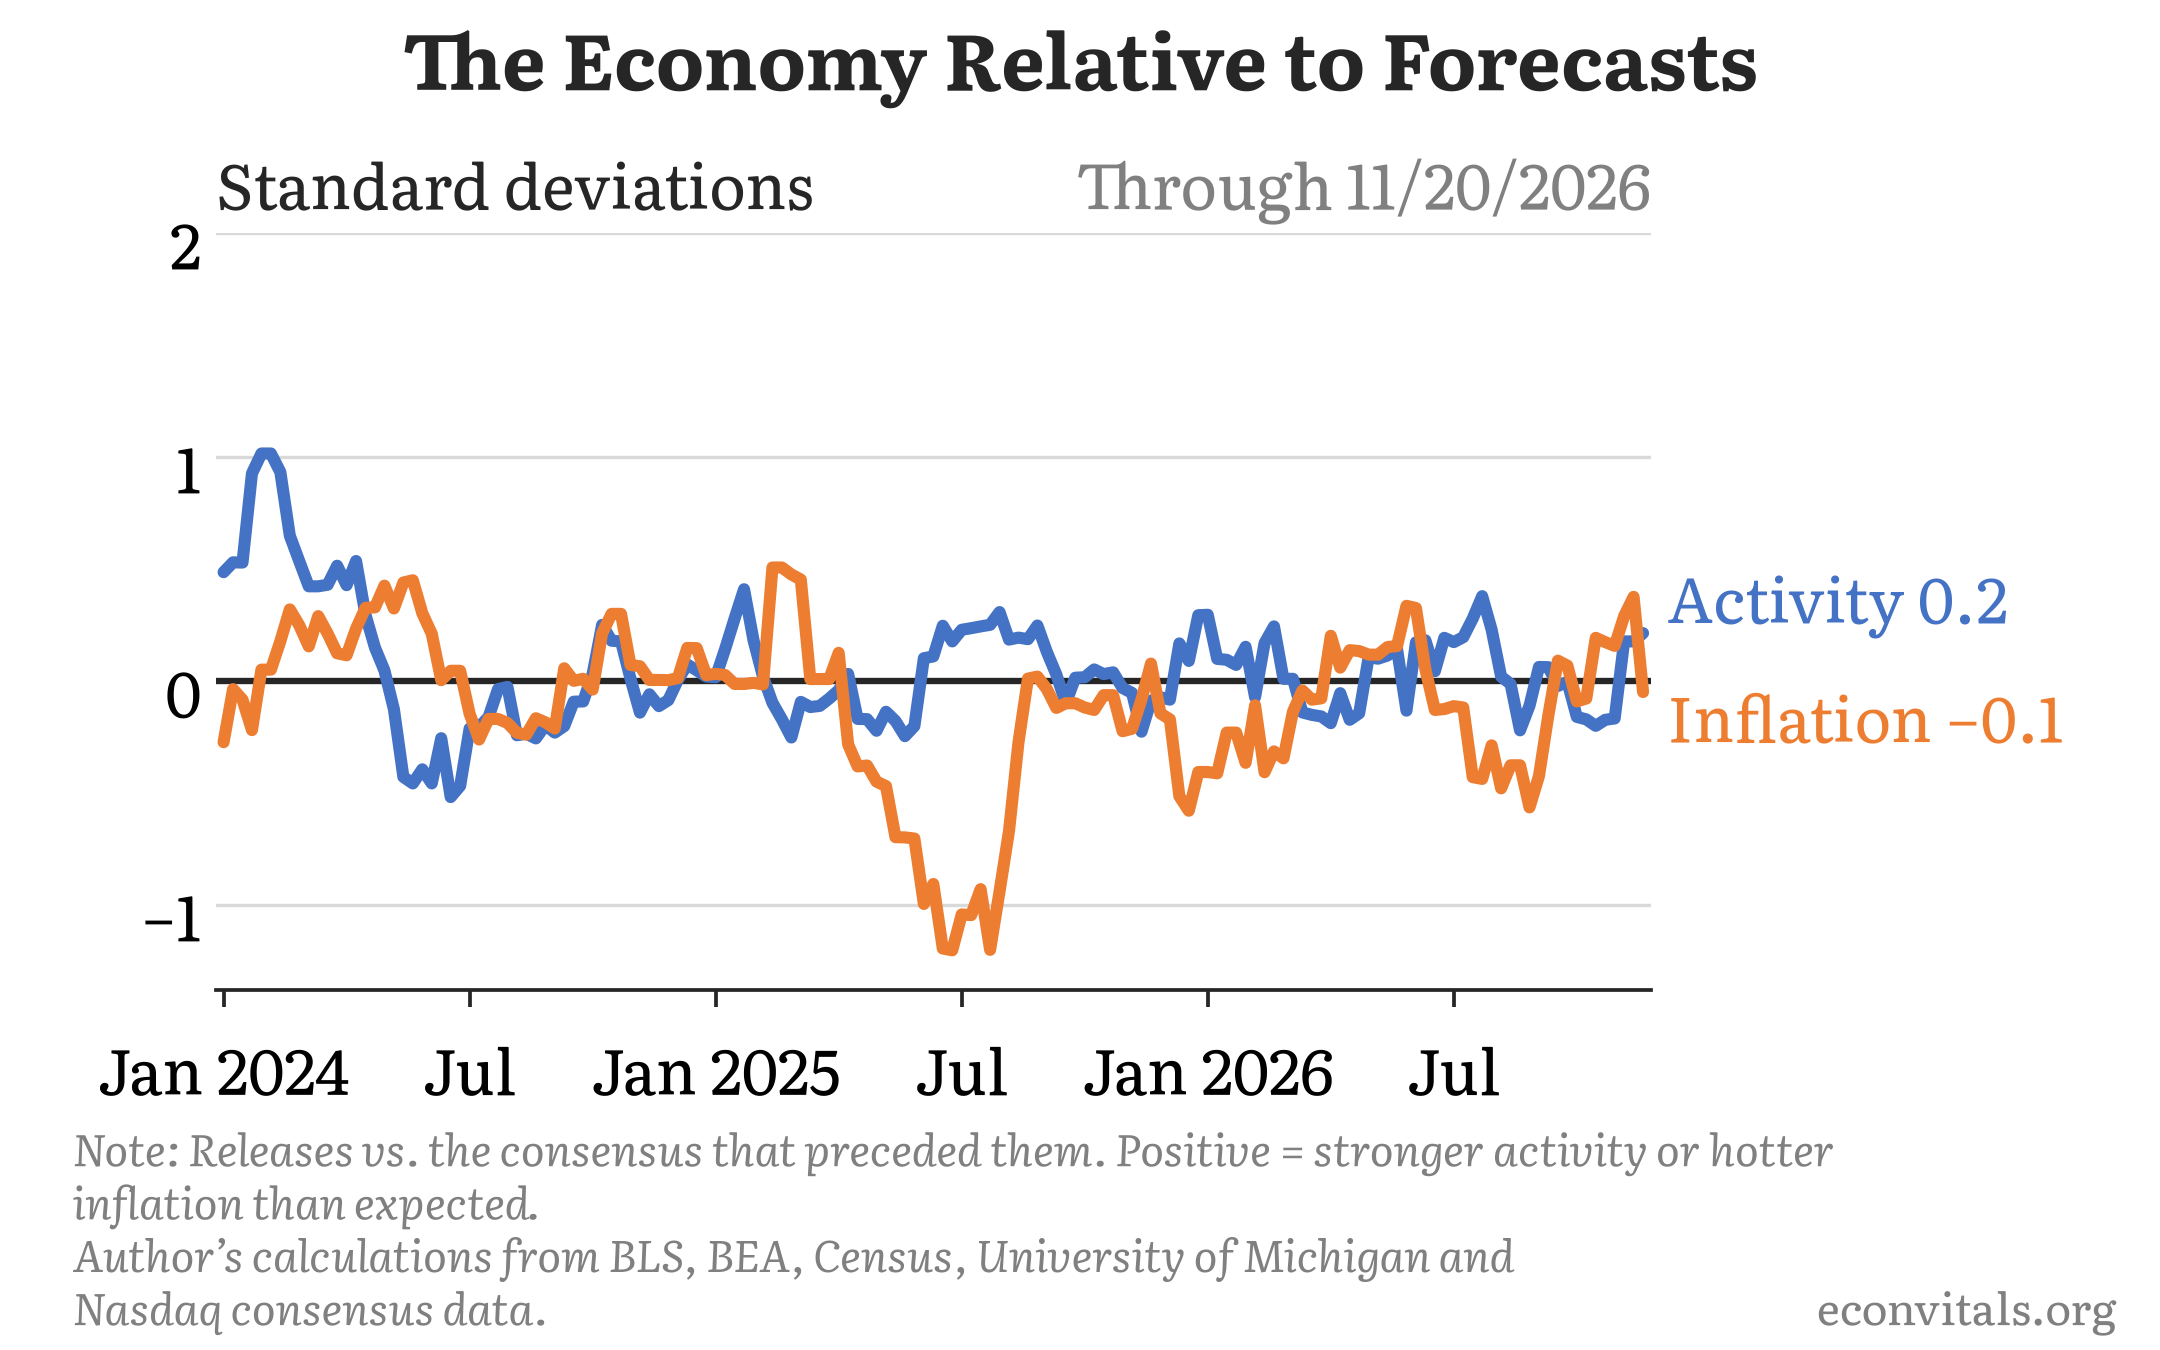 The Economy Relative to Forecasts
Standard deviations
Through 11/20/2026
2
1
0
−1
Activity 0.2
Inflation −0.1
Jan 2024
Jul
Jan 2025
Jul
Jan 2026
Jul
Note: Releases vs. the consensus that preceded them. Positive = stronger activity or hotter
inflation than expected.
Author’s calculations from BLS, BEA, Census, University of Michigan and
Nasdaq consensus data.
econvitals.org